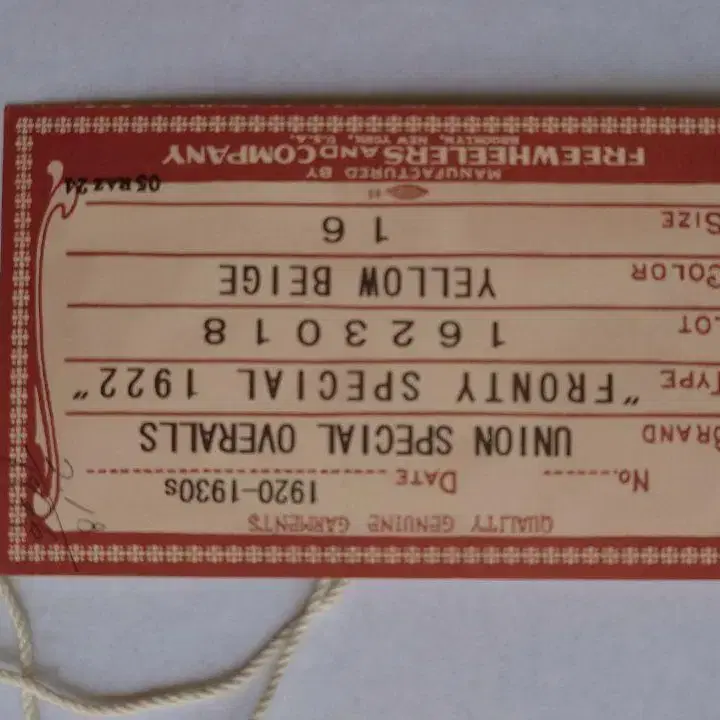 QUALITY GENUINE GARMENTS
No. DATE 1920-1930s
BRAND UNION SPECIAL OVERALLS
TYPE "FRONTY SPECIAL 1922"
LOT 1623018
COLOR YELLOW BEIGE
SIZE 16
MANUFACTURED BY
FREEWHEELERS AND COMPANY
BROOKLYN, NEW YORK, U.S.A.